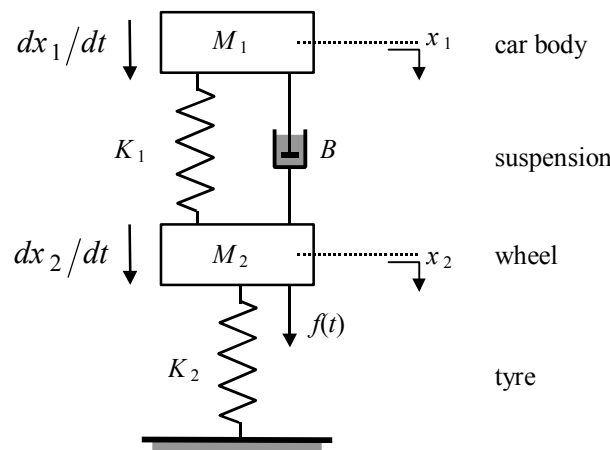 dx₁/dt M₁ x₁ car body
K₁ B suspension
dx₂/dt M₂ x₂ wheel
f(t)
K₂ tyre